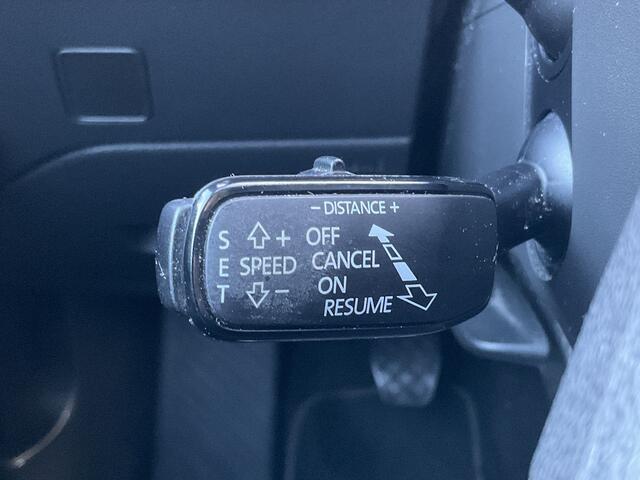 − DISTANCE +
S + OFF
E SPEED CANCEL
T − ON
RESUME